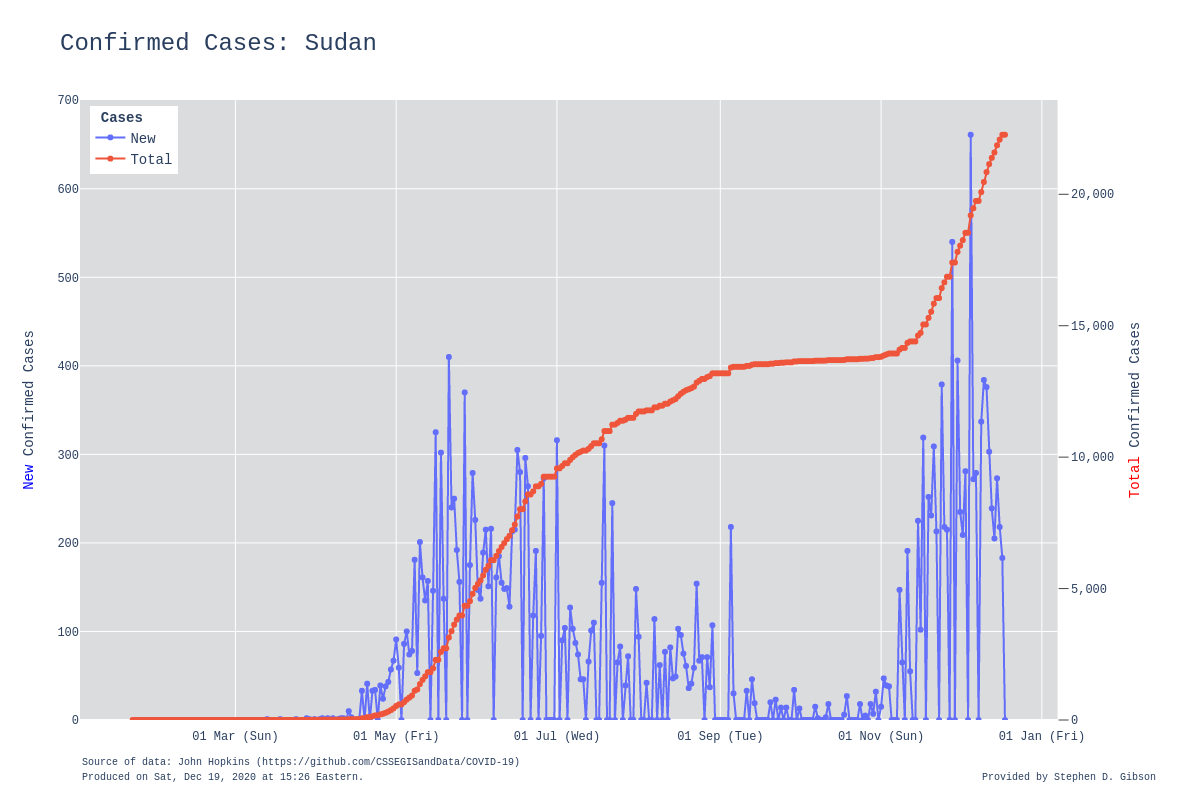 Confirmed Cases: Sudan
Cases
New
Total
700
600
500
400
300
200
100
0
New Confirmed Cases
20,000
15,000
10,000
5,000
0
Total Confirmed Cases
01 Mar (Sun)
01 May (Fri)
01 Jul (Wed)
01 Sep (Tue)
01 Nov (Sun)
01 Jan (Fri)
Source of data: John Hopkins (https://github.com/CSSEGISandData/COVID-19)
Produced on Sat, Dec 19, 2020 at 15:26 Eastern.
Provided by Stephen D. Gibson